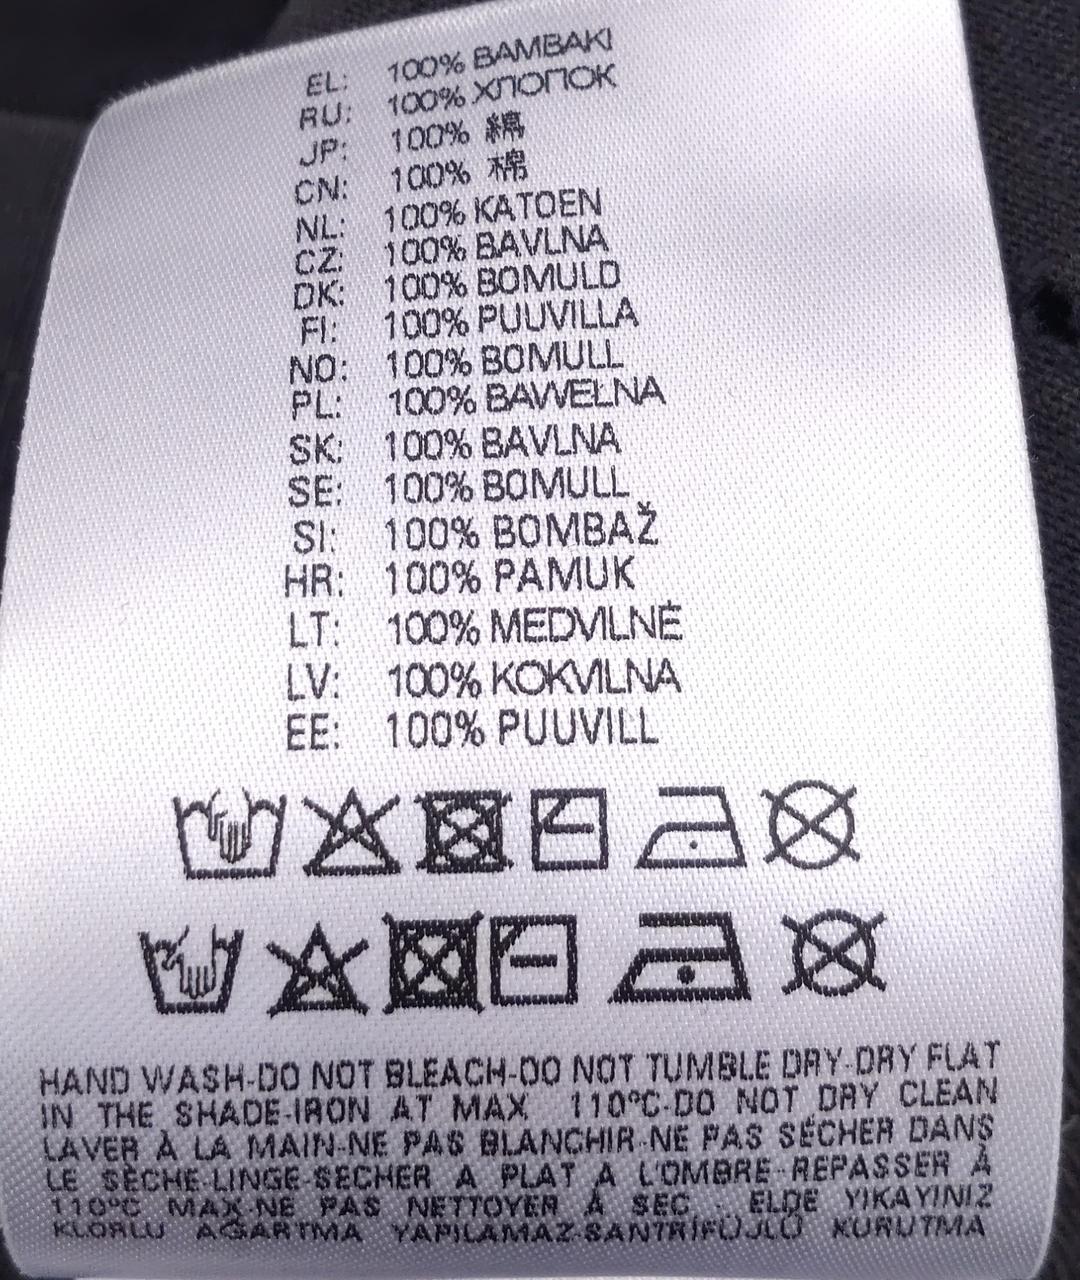 EL: 100% BAMBAKI
RU: 100% ХЛОПОК
JP: 100% 綿
CN: 100% 棉
NL: 100% KATOEN
CZ: 100% BAVLNA
DK: 100% BOMULD
FI: 100% PUUVILLA
NO: 100% BOMULL
PL: 100% BAWEŁNA
SK: 100% BAVLNA
SE: 100% BOMULL
SI: 100% BOMBAŽ
HR: 100% PAMUK
LT: 100% MEDVILNĖ
LV: 100% KOKVILNA
EE: 100% PUUVILL
HAND WASH-DO NOT BLEACH-DO NOT TUMBLE DRY-DRY FLAT
IN THE SHADE-IRON AT MAX 110°C-DO NOT DRY CLEAN
LAVER À LA MAIN-NE PAS BLANCHIR-NE PAS SÉCHER DANS
LE SÈCHE-LINGE-SECHER A PLAT A L'OMBRE-REPASSER À
110°C MAX-NE PAS NETTOYER À SEC - ELDE YIKAYINIZ
KLORLU AĞARTMA YAPILAMAZ-SANTRİFÜJLÜ KURUTMA